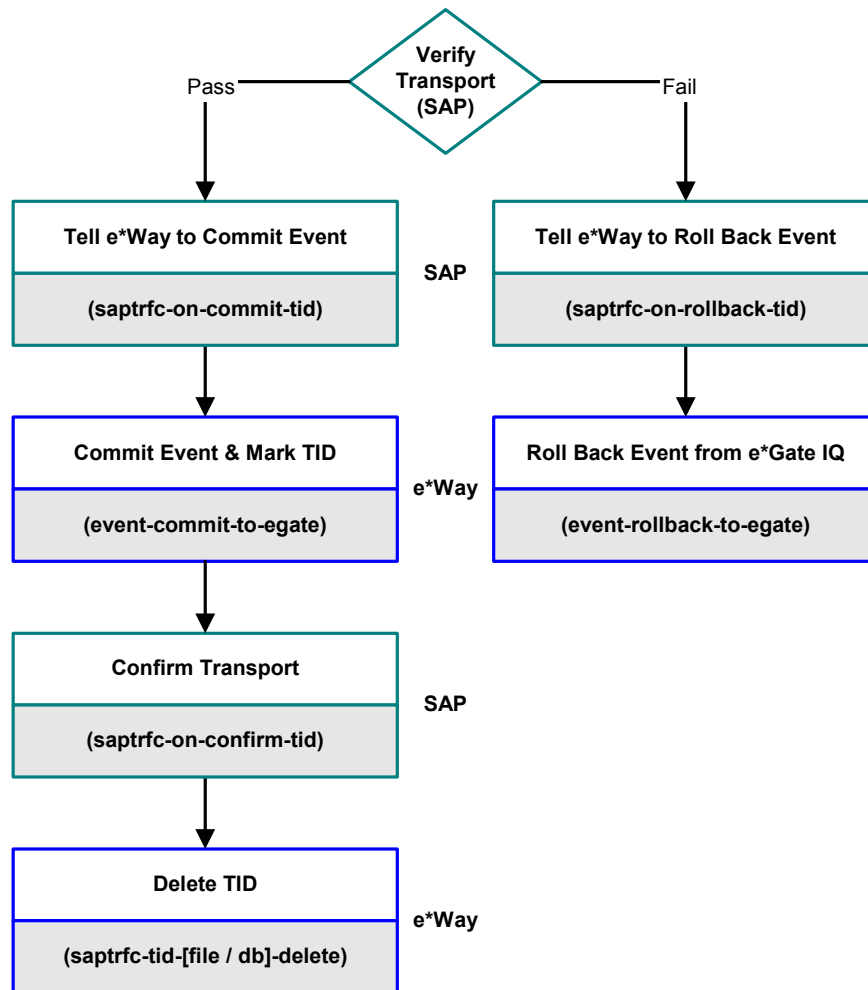 Verify
Transport
(SAP)
Pass
Fail
Tell e*Way to Commit Event
(saptrfc-on-commit-tid)
SAP
Tell e*Way to Roll Back Event
(saptrfc-on-rollback-tid)
Commit Event & Mark TID
(event-commit-to-egate)
e*Way
Roll Back Event from e*Gate IQ
(event-rollback-to-egate)
Confirm Transport
(saptrfc-on-confirm-tid)
SAP
Delete TID
(saptrfc-tid-[file / db]-delete)
e*Way